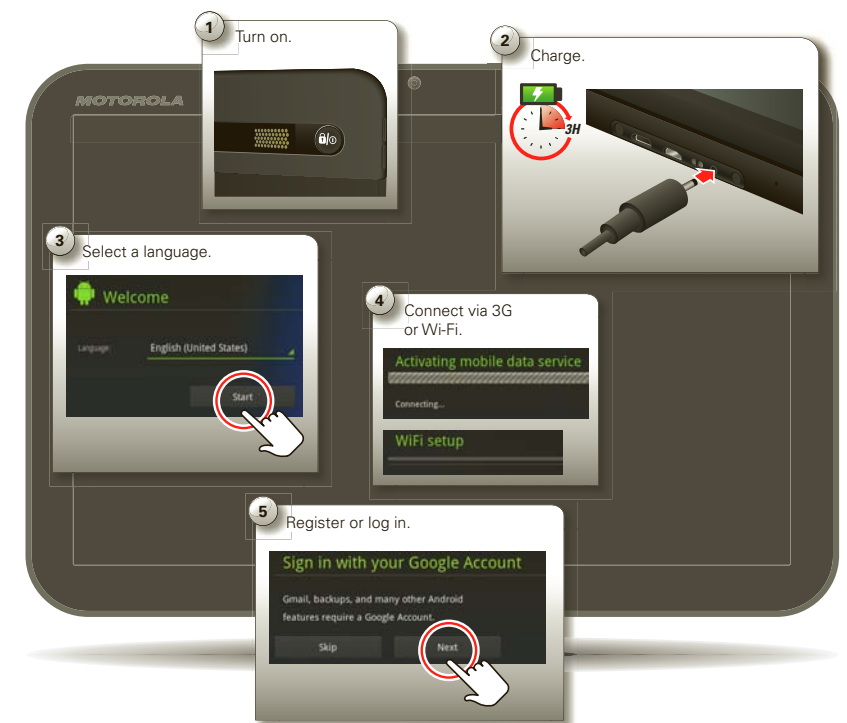 1
Turn on.
2
Charge.
3H
MOTOROLA
3
Select a language.
Welcome
Language:
English (United States)
Start
4
Connect via 3G
or Wi-Fi.
Activating mobile data service
Connecting...
WiFi setup
5
Register or log in.
Sign in with your Google Account
Gmail, backups, and many other Android
features require a Google Account.
Skip
Next